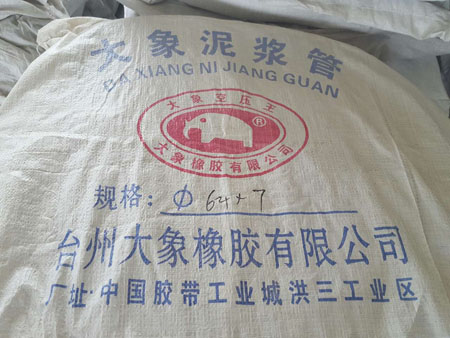 大象泥浆管
DA XIANG NI JIANG GUAN
大象空压王
®
大象橡胶有限公司
规格: Φ 64×7
台州大象橡胶有限公司
厂址·中国胶带工业城洪三工业区